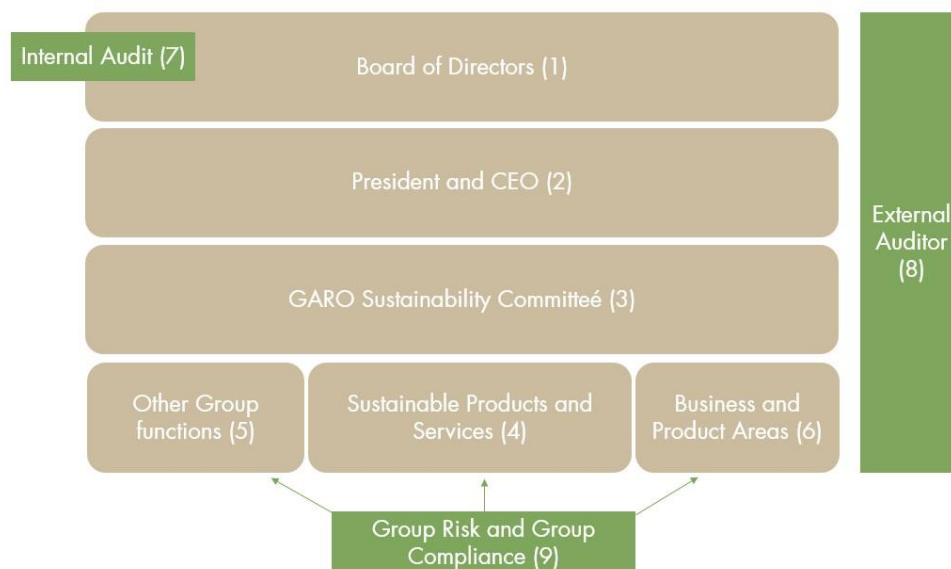 Internal Audit (7)
Board of Directors (1)
President and CEO (2)
External
Auditor
(8)
GARO Sustainability Committeé (3)
Other Group
functions (5)
Sustainable Products and
Services (4)
Business and
Product Areas (6)
Group Risk and Group
Compliance (9)